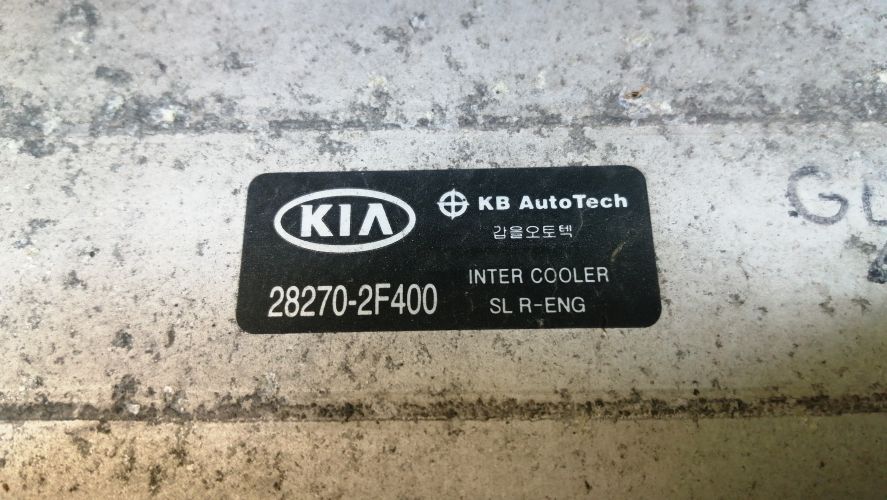 KIA
KB AutoTech
갑을오토텍
28270-2F400
INTER COOLER
SL R-ENG